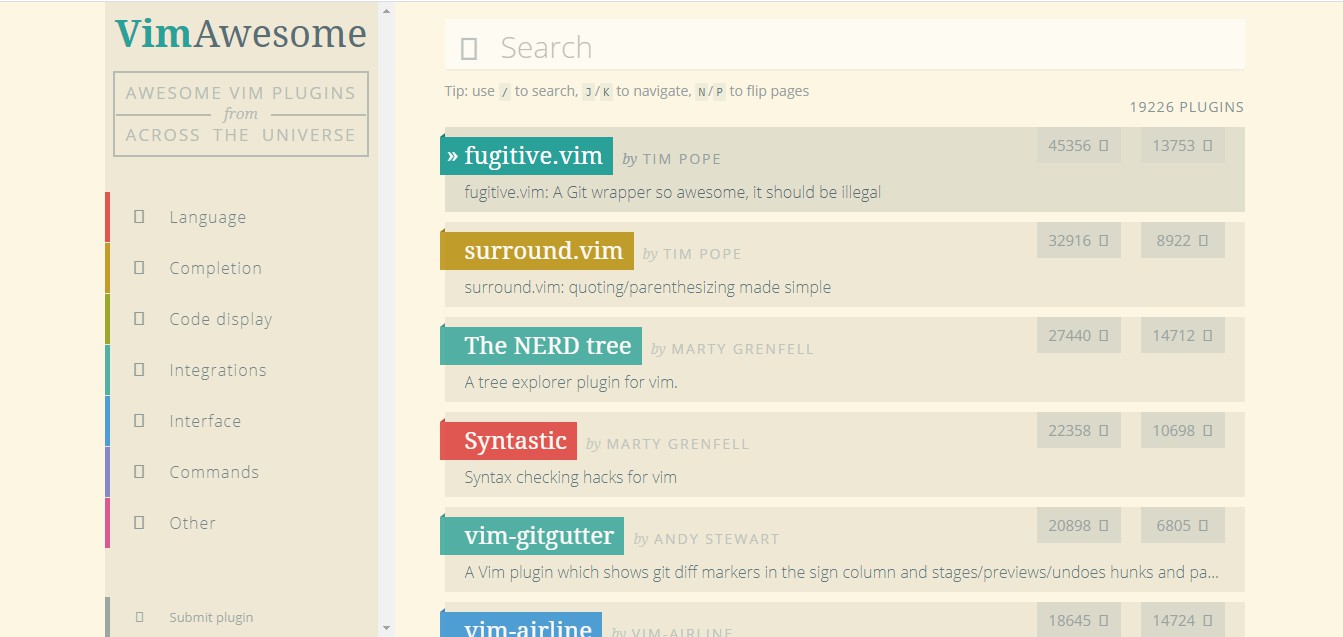 VimAwesome
AWESOME VIM PLUGINS
from
ACROSS THE UNIVERSE
Language
Completion
Code display
Integrations
Interface
Commands
Other
Submit plugin
Search
Tip: use / to search, J/K to navigate, N/P to flip pages
19226 PLUGINS
» fugitive.vim by TIM POPE 45356 13753
fugitive.vim: A Git wrapper so awesome, it should be illegal
surround.vim by TIM POPE 32916 8922
surround.vim: quoting/parenthesizing made simple
The NERD tree by MARTY GRENFELL 27440 14712
A tree explorer plugin for vim.
Syntastic by MARTY GRENFELL 22358 10698
Syntax checking hacks for vim
vim-gitgutter by ANDY STEWART 20898 6805
A Vim plugin which shows git diff markers in the sign column and stages/previews/undoes hunks and pa...
vim-airline by VIM-AIRLINE 18645 14724